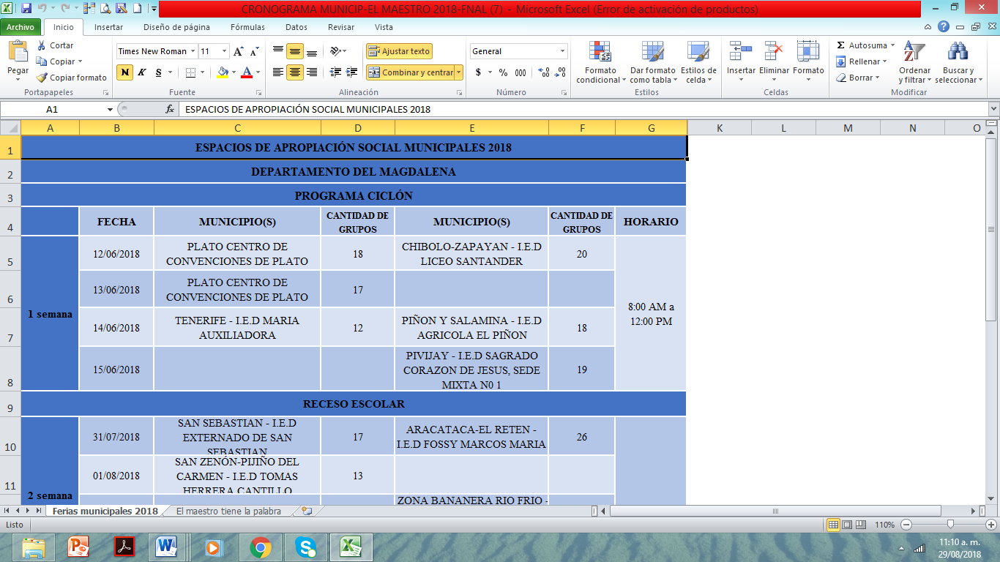 CRONOGRAMA MUNICIP-EL MAESTRO 2018-FNAL (7) - Microsoft Excel (Error de activación de productos)
Archivo Inicio Insertar Diseño de página Fórmulas Datos Revisar Vista
Pegar
Cortar
Copiar
Copiar formato
Portapapeles
Times New Roman 11
N K S
Fuente
Ajustar texto
Combinar y centrar
Alineación
General
$ % 000
Número
Formato condicional
Dar formato como tabla
Estilos de celda
Estilos
Insertar Eliminar Formato
Celdas
Autosuma
Rellenar
Borrar
Ordenar y filtrar
Buscar y seleccionar
Modificar
A1 fx ESPACIOS DE APROPIACIÓN SOCIAL MUNICIPALES 2018
A B C D E F G K L M N O
1 ESPACIOS DE APROPIACIÓN SOCIAL MUNICIPALES 2018
2 DEPARTAMENTO DEL MAGDALENA
3 PROGRAMA CICLÓN
4 FECHA MUNICIPIO(S) CANTIDAD DE GRUPOS MUNICIPIO(S) CANTIDAD DE GRUPOS HORARIO
1 semana
5 12/06/2018 PLATO CENTRO DE CONVENCIONES DE PLATO 18 CHIBOLO-ZAPAYAN - I.E.D LICEO SANTANDER 20
6 13/06/2018 PLATO CENTRO DE CONVENCIONES DE PLATO 17
8:00 AM a 12:00 PM
7 14/06/2018 TENERIFE - I.E.D MARIA AUXILIADORA 12 PIÑON Y SALAMINA - I.E.D AGRICOLA EL PIÑON 18
8 15/06/2018 PIVIJAY - I.E.D SAGRADO CORAZON DE JESUS, SEDE MIXTA N0 1 19
9 RECESO ESCOLAR
10 31/07/2018 SAN SEBASTIAN - I.E.D EXTERNADO DE SAN SEBASTIAN 17 ARACATACA-EL RETEN - I.E.D FOSSY MARCOS MARIA 26
11 01/08/2018 SAN ZENÓN-PIJIÑO DEL CARMEN - I.E.D TOMAS HERRERA CANTILLO 13
2 semana
ZONA BANANERA RIO FRIO -
Ferias municipales 2018 El maestro tiene la palabra
Listo 110%
11:10 a. m.
29/08/2018